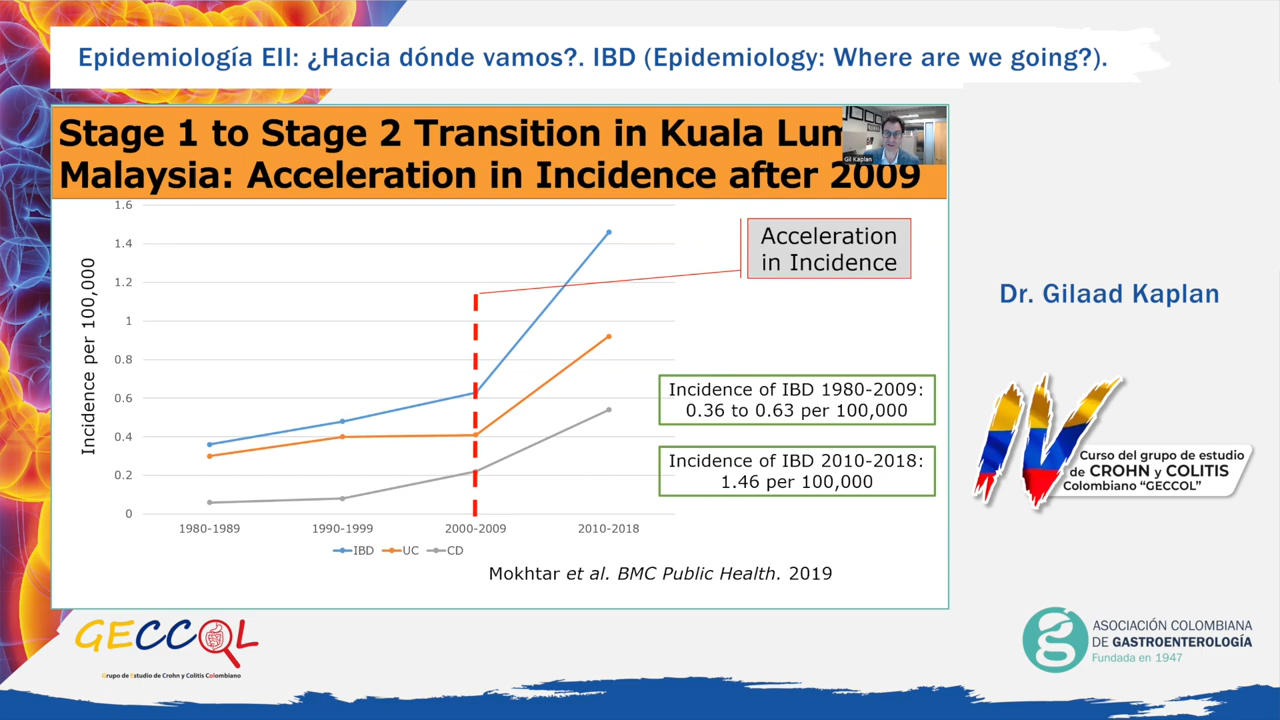 Epidemiología EII: ¿Hacia dónde vamos?. IBD (Epidemiology: Where are we going?).
Stage 1 to Stage 2 Transition in Kuala Lum
Malaysia: Acceleration in Incidence after 2009
Gil Kaplan
Incidence per 100,000
1.6
1.4
1.2
1
0.8
0.6
0.4
0.2
0
1980-1989
1990-1999
2000-2009
2010-2018
IBD
UC
CD
Acceleration
in Incidence
Incidence of IBD 1980-2009:
0.36 to 0.63 per 100,000
Incidence of IBD 2010-2018:
1.46 per 100,000
Mokhtar et al. BMC Public Health. 2019
Dr. Gilaad Kaplan
IV
Curso del grupo de estudio
de CROHN y COLITIS
Colombiano "GECCOL"
GECCOL
Grupo de Estudio de Crohn y Colitis Colombiano
ASOCIACIÓN COLOMBIANA
DE GASTROENTEROLOGÍA
Fundada en 1947